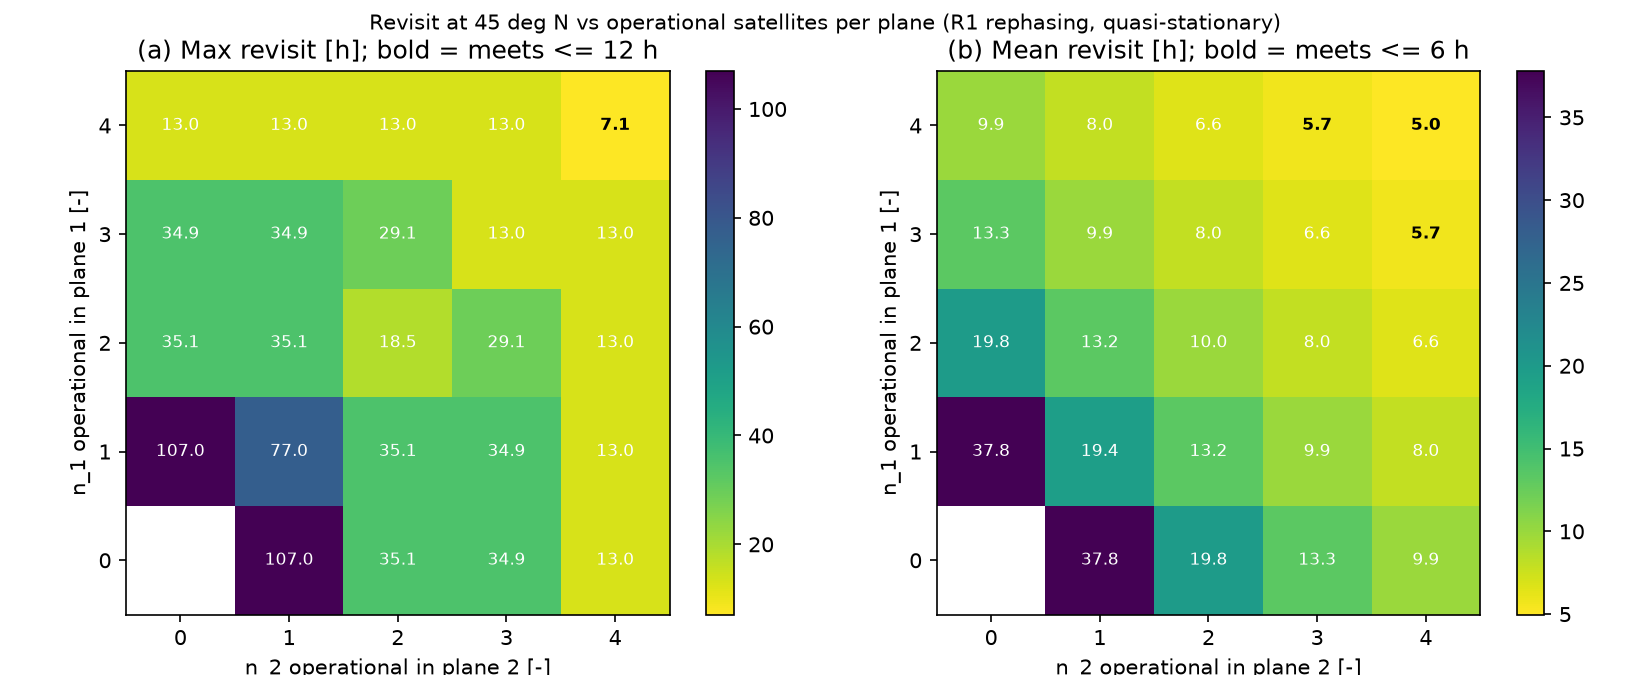 Revisit at 45 deg N vs operational satellites per plane (R1 rephasing, quasi-stationary)
(a) Max revisit [h]; bold = meets <= 12 h
n_1 operational in plane 1 [-]
4 13.0 13.0 13.0 13.0 7.1
3 34.9 34.9 29.1 13.0 13.0
2 35.1 35.1 18.5 29.1 13.0
1 107.0 77.0 35.1 34.9 13.0
0 107.0 35.1 34.9 13.0
0 1 2 3 4
n_2 operational in plane 2 [-]
100
80
60
40
20
(b) Mean revisit [h]; bold = meets <= 6 h
n_1 operational in plane 1 [-]
4 9.9 8.0 6.6 5.7 5.0
3 13.3 9.9 8.0 6.6 5.7
2 19.8 13.2 10.0 8.0 6.6
1 37.8 19.4 13.2 9.9 8.0
0 37.8 19.8 13.3 9.9
0 1 2 3 4
n_2 operational in plane 2 [-]
35
30
25
20
15
10
5